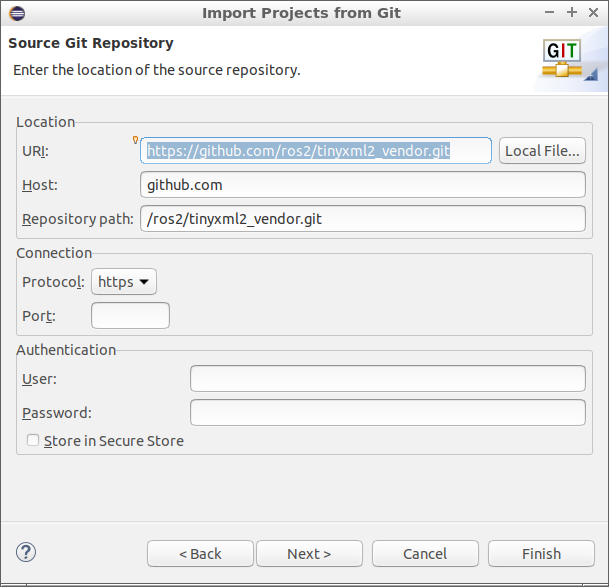 Import Projects from Git
Source Git Repository
Enter the location of the source repository.
GIT
Location
URI:
https://github.com/ros2/tinyxml2_vendor.git
Local File...
Host:
github.com
Repository path:
/ros2/tinyxml2_vendor.git
Connection
Protocol:
https
Port:
Authentication
User:
Password:
Store in Secure Store
?
< Back
Next >
Cancel
Finish